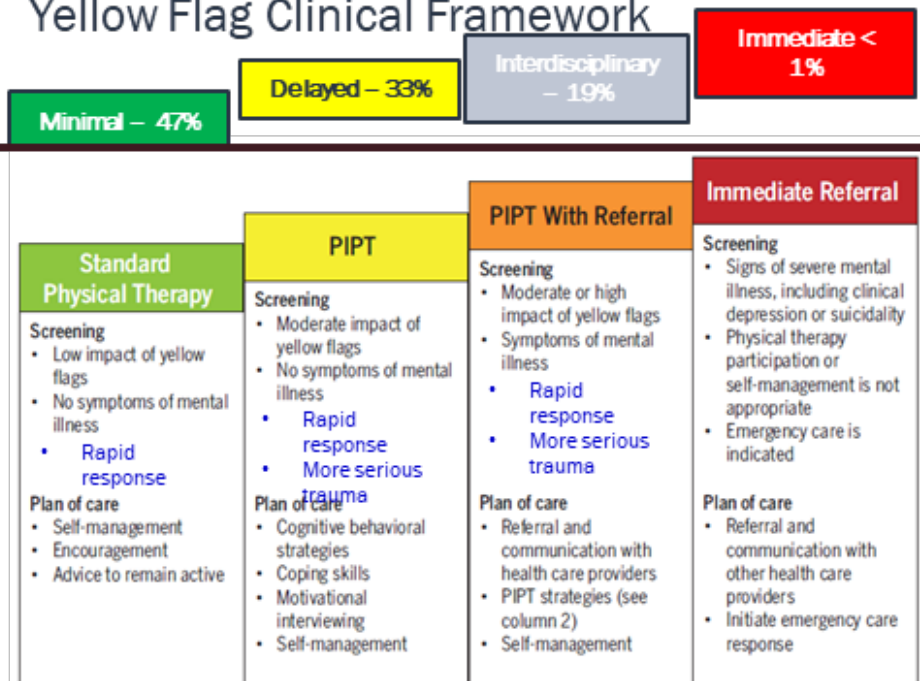 Yellow Flag Clinical Framework
Minimal – 47%
Delayed – 33%
Interdisciplinary
– 19%
Immediate <
1%
Standard
Physical Therapy
Screening
• Low impact of yellow
flags
• No symptoms of mental
illness
• Rapid
response
Plan of care
• Self-management
• Encouragement
• Advice to remain active
PIPT
Screening
• Moderate impact of
yellow flags
• No symptoms of mental
illness
• Rapid
response
• More serious
trauma
Plan of care
• Cognitive behavioral
strategies
• Coping skills
• Motivational
interviewing
• Self-management
PIPT With Referral
Screening
• Moderate or high
impact of yellow flags
• Symptoms of mental
illness
• Rapid
response
• More serious
trauma
Plan of care
• Referral and
communication with
health care providers
• PIPT strategies (see
column 2)
• Self-management
Immediate Referral
Screening
• Signs of severe mental
illness, including clinical
depression or suicidality
• Physical therapy
participation or
self-management is not
appropriate
• Emergency care is
indicated
Plan of care
• Referral and
communication with
other health care
providers
• Initiate emergency care
response